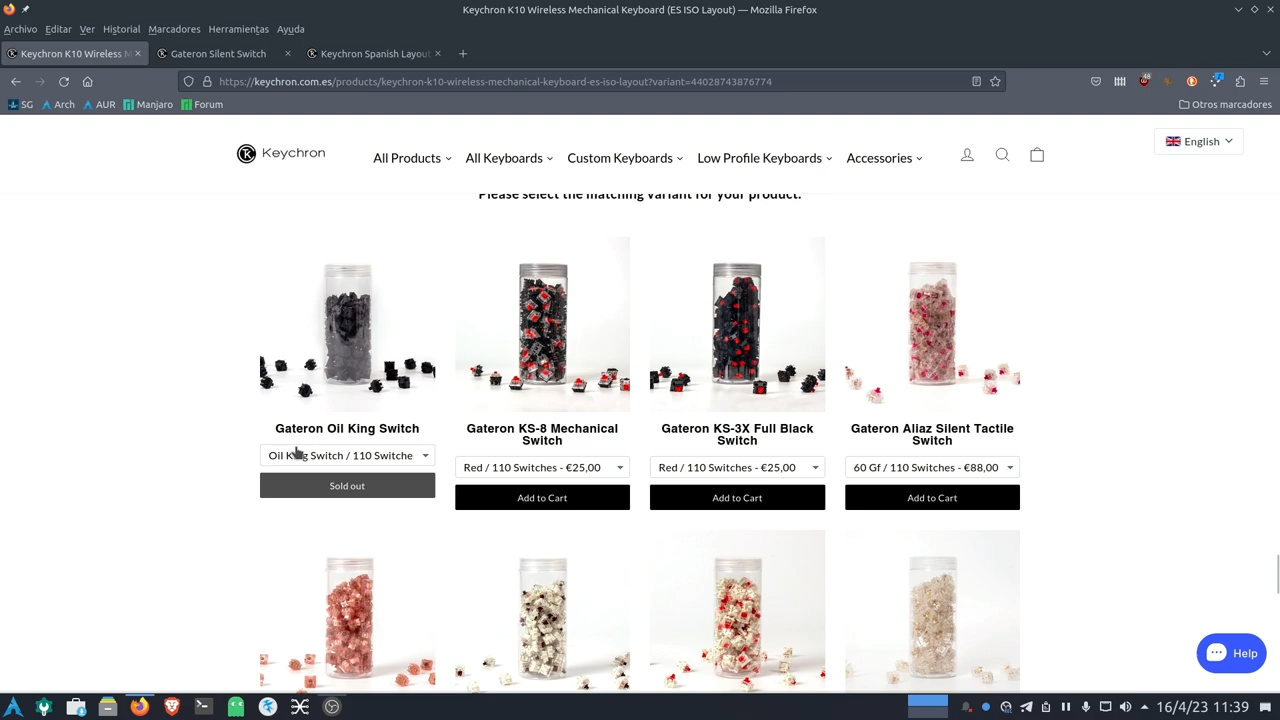 Keychron K10 Wireless Mechanical Keyboard (ES ISO Layout) — Mozilla Firefox
Archivo Editar Ver Historial Marcadores Herramientas Ayuda
Keychron K10 Wireless M
Gateron Silent Switch
Keychron Spanish Layou
https://keychron.com.es/products/keychron-k10-wireless-mechanical-keyboard-es-iso-layout?variant=44028743876774
SG Arch AUR Manjaro Forum Otros marcadores
Keychron
All Products All Keyboards Custom Keyboards Low Profile Keyboards Accessories
English
Please select the matching variant for your product.
Gateron Oil King Switch
Oil King Switch / 110 Switche
Sold out
Gateron KS-8 Mechanical
Switch
Red / 110 Switches - €25,00
Add to Cart
Gateron KS-3X Full Black
Switch
Red / 110 Switches - €25,00
Add to Cart
Gateron Aliaz Silent Tactile
Switch
60 Gf / 110 Switches - €88,00
Add to Cart
Help
16/4/23 11:39